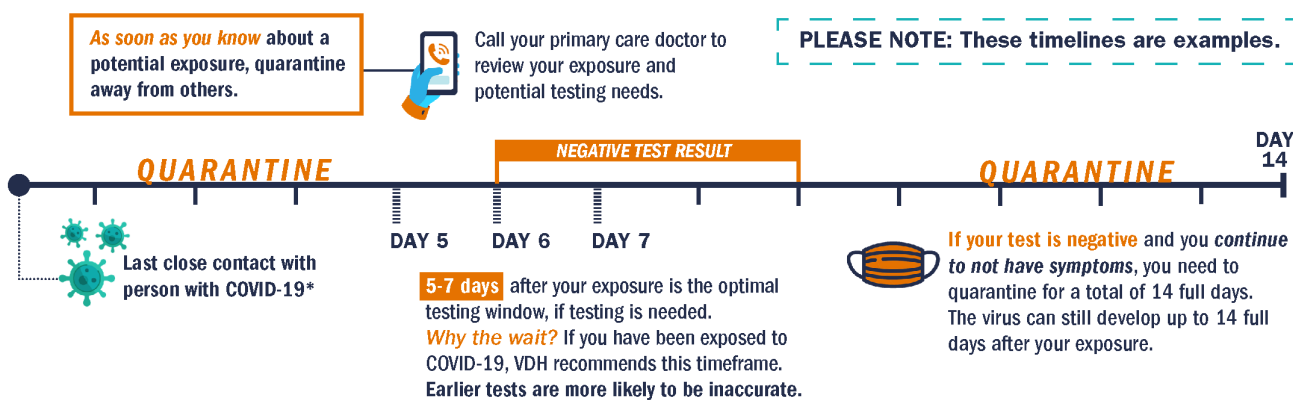 As soon as you know about a
potential exposure, quarantine
away from others.
Call your primary care doctor to
review your exposure and
potential testing needs.
PLEASE NOTE: These timelines are examples.
QUARANTINE
NEGATIVE TEST RESULT
QUARANTINE
DAY
14
DAY 5
DAY 6
DAY 7
Last close contact with
person with COVID-19*
5-7 days after your exposure is the optimal
testing window, if testing is needed.
Why the wait? If you have been exposed to
COVID-19, VDH recommends this timeframe.
Earlier tests are more likely to be inaccurate.
If your test is negative and you continue
to not have symptoms, you need to
quarantine for a total of 14 full days.
The virus can still develop up to 14 full
days after your exposure.